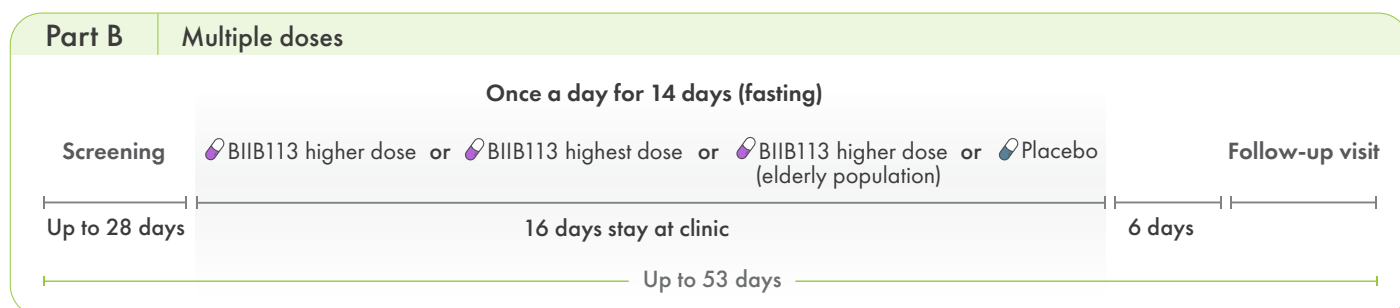 Part B Multiple doses
Once a day for 14 days (fasting)
Screening BIIB113 higher dose or BIIB113 highest dose or BIIB113 higher dose or Placebo Follow-up visit
(elderly population)
Up to 28 days 16 days stay at clinic 6 days
Up to 53 days